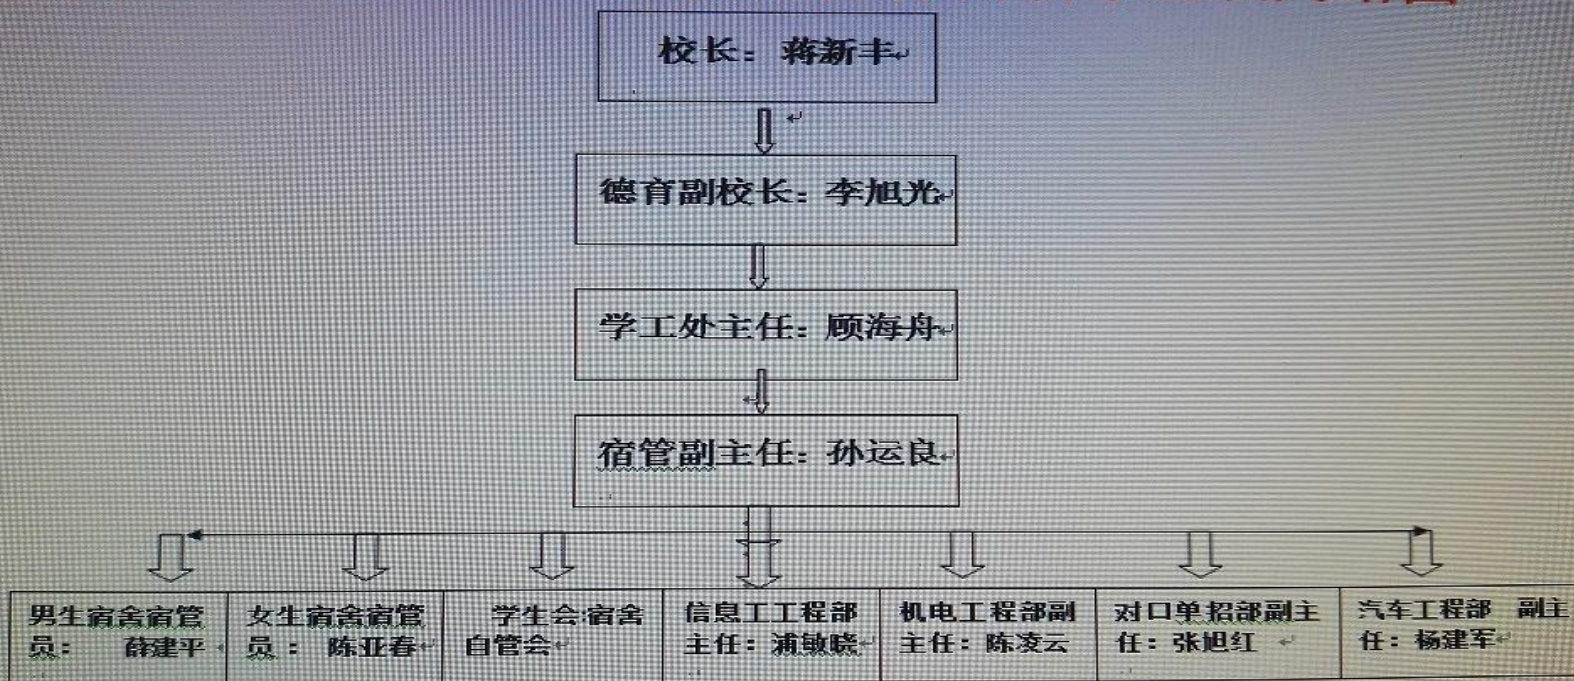 校长：蒋新丰
德育副校长：李旭光
学工处主任：顾海舟
宿管副主任：孙运良
男生宿舍宿管
员： 薛建平
女生宿舍宿管
员： 陈亚春
学生会宿舍
自管会
信息工工程部
主任：浦敏晓
机电工程部副
主任：陈凌云
对口单招部副主
任：张旭红
汽车工程部 副主
任：杨建军